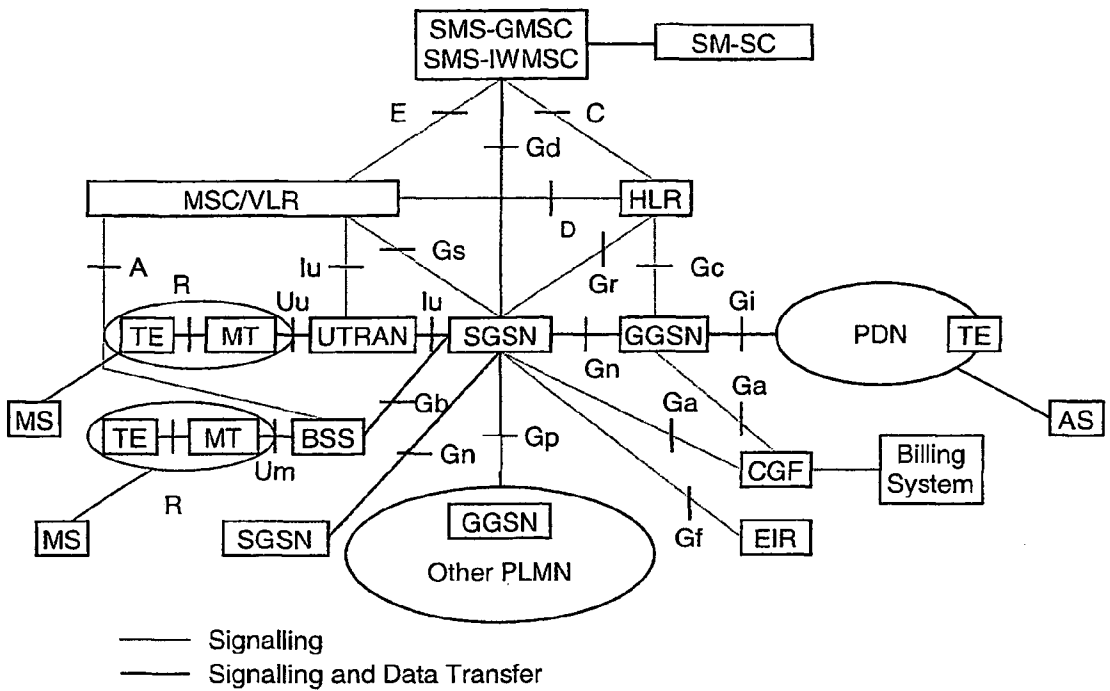 SMS-GMSC
SMS-IWMSC
SM-SC
E
C
Gd
MSC/VLR
HLR
D
A
Iu
Gs
Gr
Gc
R
Uu
Iu
Gi
TE
MT
UTRAN
SGSN
GGSN
PDN
TE
Gn
Ga
MS
Gb
Ga
AS
TE
MT
BSS
Um
Gn
Gp
CGF
Billing
System
R
MS
SGSN
GGSN
Gf
EIR
Other PLMN
Signalling
Signalling and Data Transfer